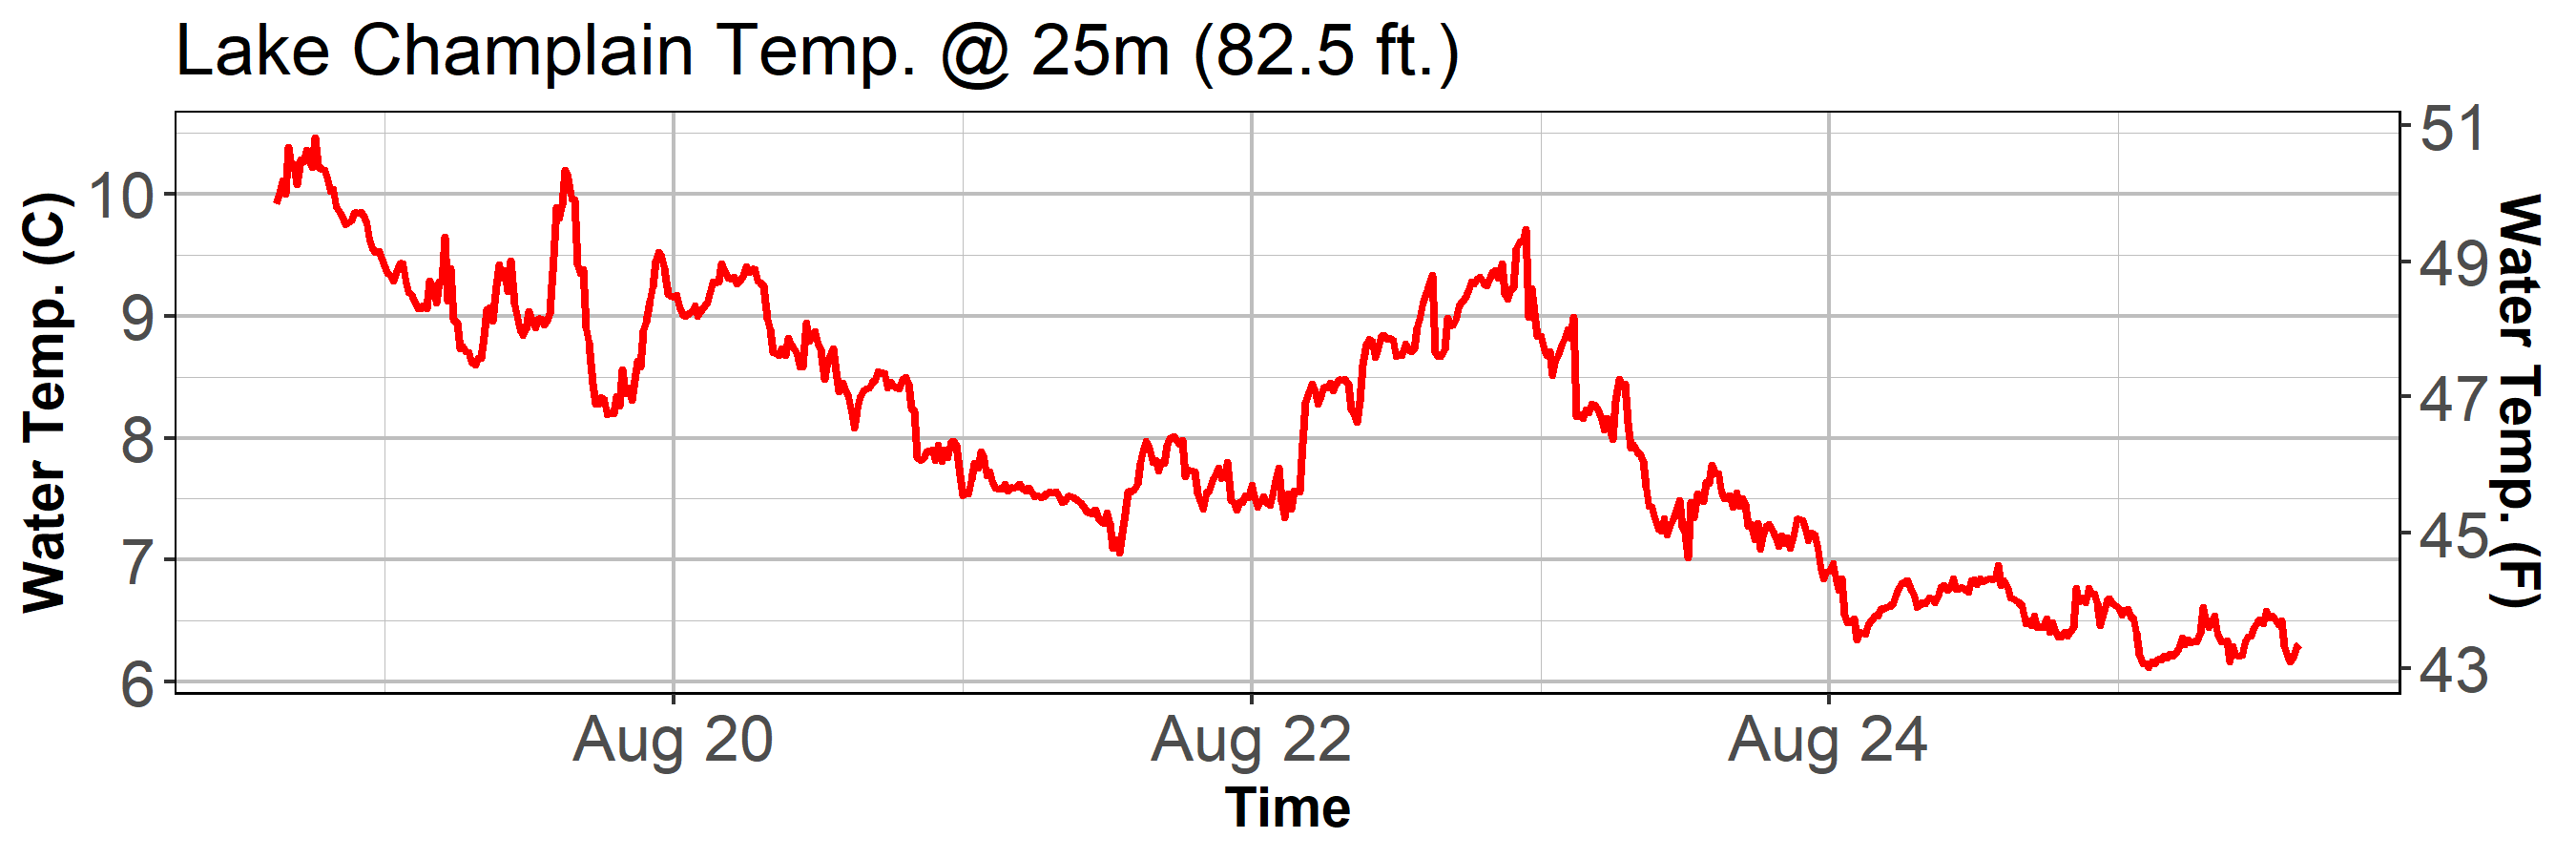 Lake Champlain Temp. @ 25m (82.5 ft.)
Water Temp. (C)
10
9
8
7
6
51
49
47
45
43
Water Temp. (F)
Aug 20
Aug 22
Aug 24
Time